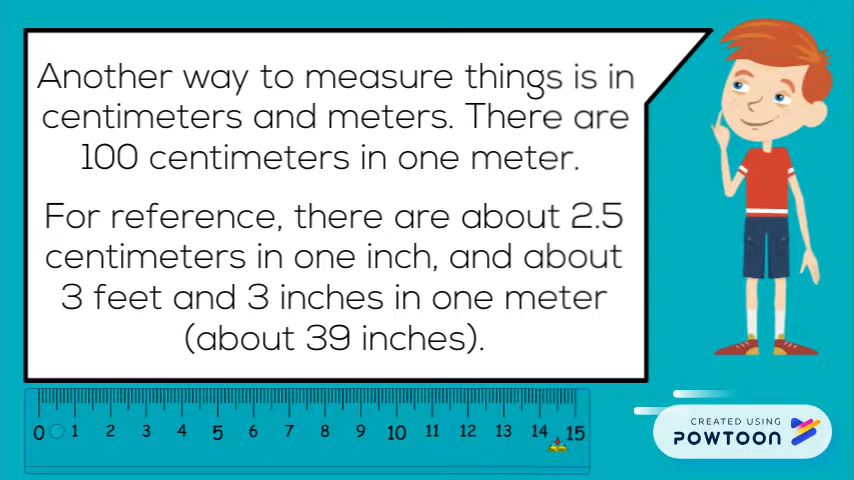 Another way to measure things is in
centimeters and meters. There are
100 centimeters in one meter.
For reference, there are about 2.5
centimeters in one inch, and about
3 feet and 3 inches in one meter
(about 39 inches).
0 1 2 3 4 5 6 7 8 9 10 11 12 13 14 15
CREATED USING
POWTOON